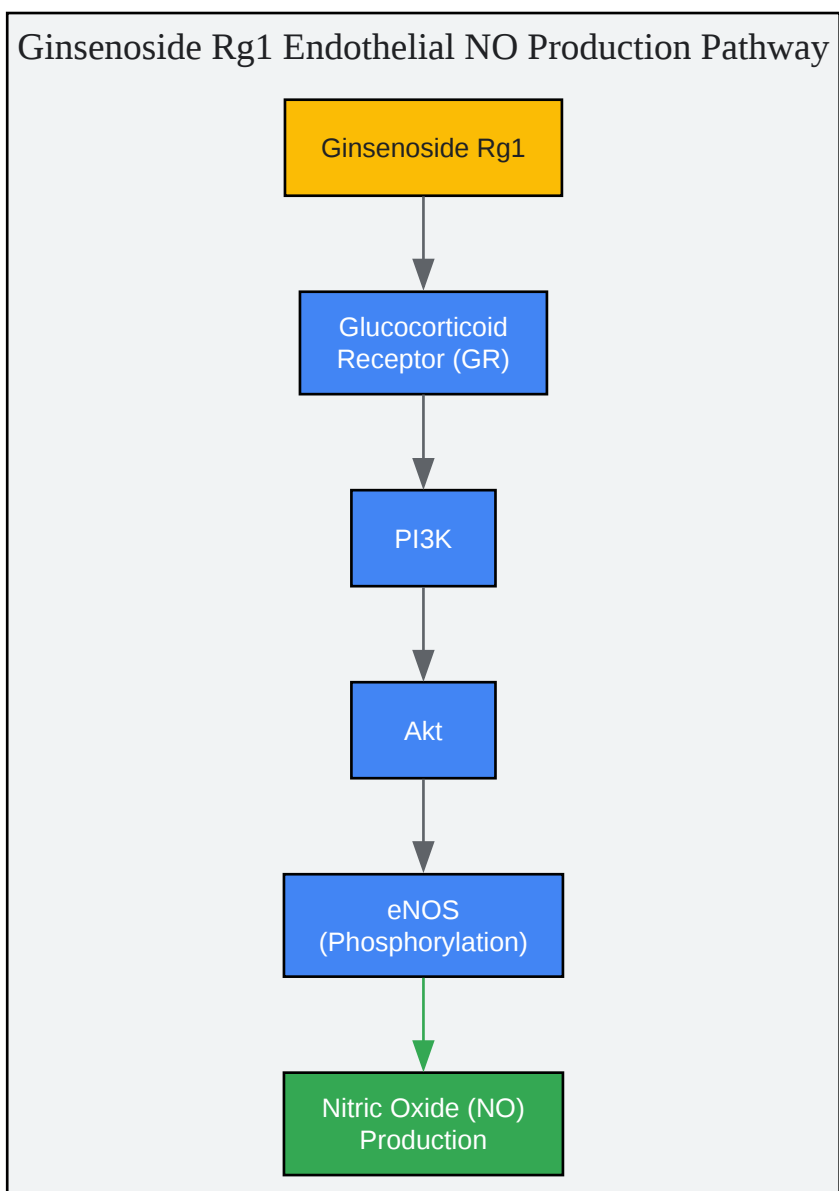 Ginsenoside Rg1 Endothelial NO Production Pathway
Ginsenoside Rg1
Glucocorticoid
Receptor (GR)
PI3K
Akt
eNOS
(Phosphorylation)
Nitric Oxide (NO)
Production